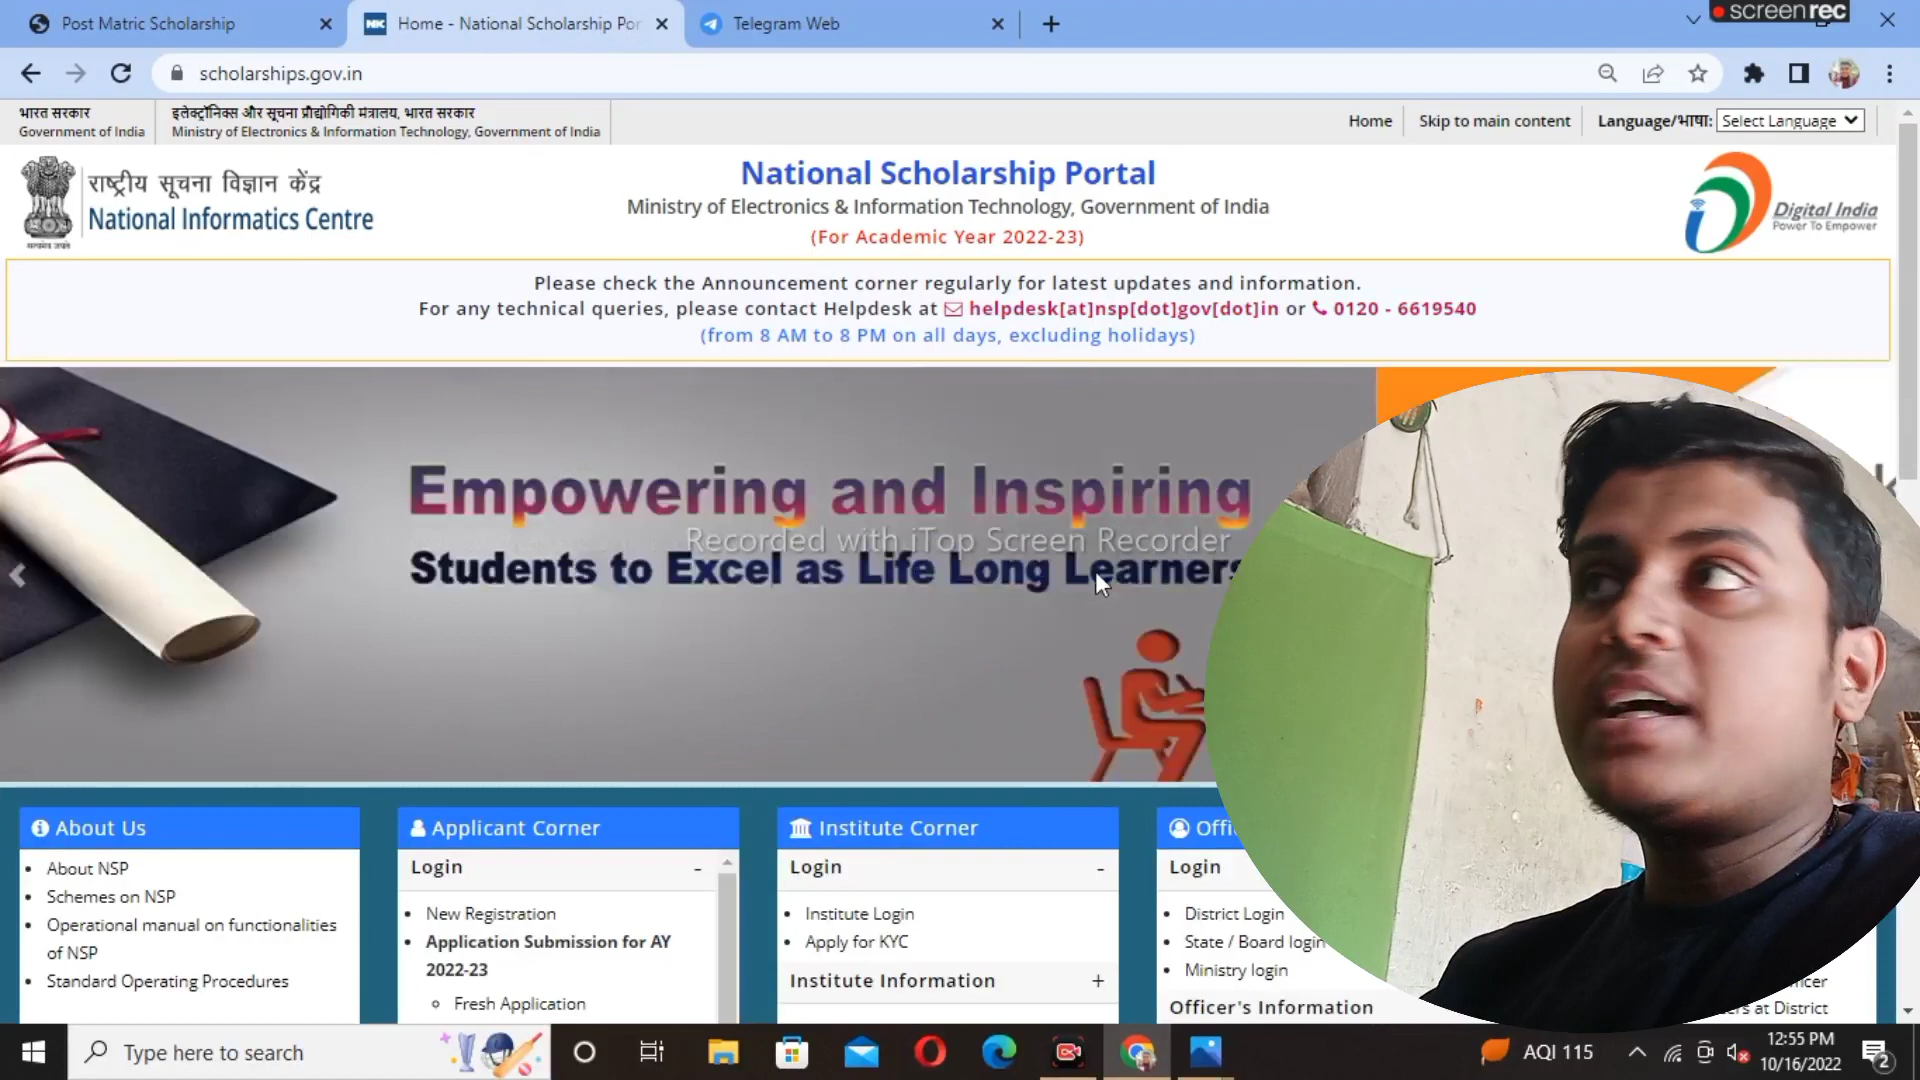 screenrec
Post Matric Scholarship
Home - National Scholarship Por
Telegram Web
scholarships.gov.in
भारत सरकार
Government of India
इलेक्ट्रॉनिक्स और सूचना प्रौद्योगिकी मंत्रालय, भारत सरकार
Ministry of Electronics & Information Technology, Government of India
Home
Skip to main content
Language/भाषा: Select Language
सत्यमेव जयते
राष्ट्रीय सूचना विज्ञान केंद्र
National Informatics Centre
National Scholarship Portal
Ministry of Electronics & Information Technology, Government of India
(For Academic Year 2022-23)
Digital India
Power To Empower
Please check the Announcement corner regularly for latest updates and information.
For any technical queries, please contact Helpdesk at helpdesk[at]nsp[dot]gov[dot]in or 0120 - 6619540
(from 8 AM to 8 PM on all days, excluding holidays)
Empowering and Inspiring
Recorded with iTop Screen Recorder
Students to Excel as Life Long Learners
About Us
About NSP
Schemes on NSP
Operational manual on functionalities
of NSP
Standard Operating Procedures
Applicant Corner
Login -
New Registration
Application Submission for AY
2022-23
Fresh Application
Institute Corner
Login -
Institute Login
Apply for KYC
Institute Information +
Offi
Login
District Login
State / Board login
Ministry login
Officer's Information
icer
rs at District
Type here to search
AQI 115
12:55 PM
10/16/2022
2